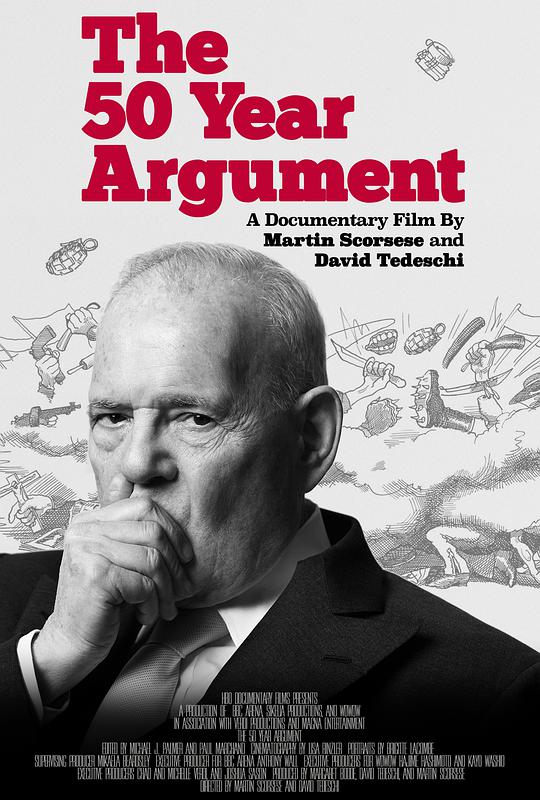 The
50 Year
Argument
A Documentary Film By
Martin Scorsese and
David Tedeschi
HBO DOCUMENTARY FILMS PRESENTS
A PRODUCTION OF BBC ARENA, SIKELIA PRODUCTIONS, AND WOWOW
IN ASSOCIATION WITH VERDI PRODUCTIONS AND MAGNA ENTERTAINMENT
THE 50 YEAR ARGUMENT
EDITED BY MICHAEL J. PALMER AND PAUL MARCHAND CINEMATOGRAPHY BY LISA RINZLER PORTRAITS BY BRIGITTE LACOMBE
SUPERVISING PRODUCER MIKAELA BEARDSLEY EXECUTIVE PRODUCER FOR BBC ARENA ANTHONY WALL EXECUTIVE PRODUCERS FOR WOWOW HAJIME HASHIMOTO AND KAYO WASHIO
EXECUTIVE PRODUCERS CHAD AND MICHELLE VERDI, AND JOSHUA SASON PRODUCED BY MARGARET BODDE, DAVID TEDESCHI, AND MARTIN SCORSESE
DIRECTED BY MARTIN SCORSESE AND DAVID TEDESCHI